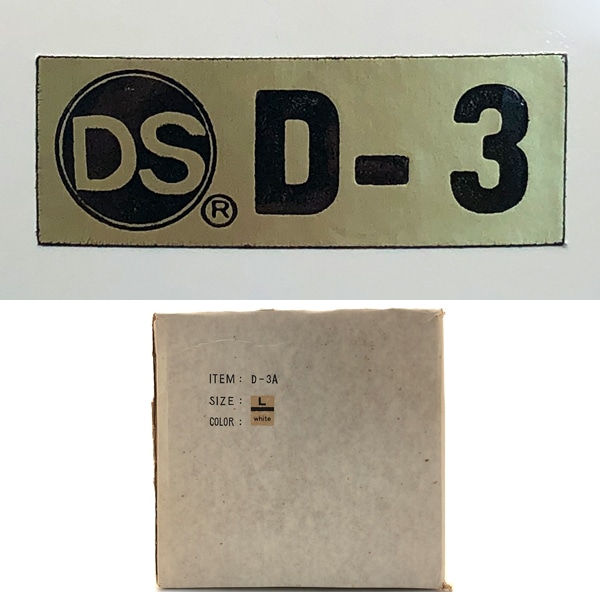 DS® D-3
ITEM: D-3A
SIZE: L
COLOR: white